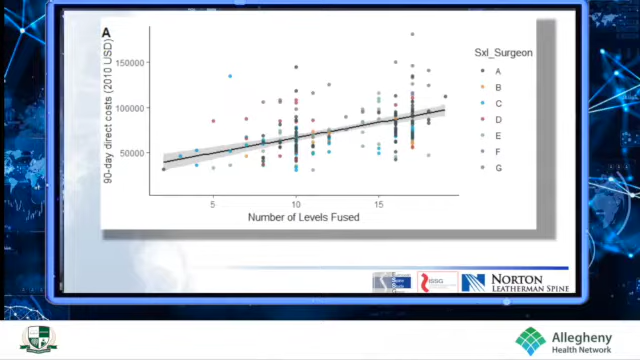 A
90-day direct costs (2010 USD)
150000
100000
50000
5
10
15
Number of Levels Fused
Sxl_Surgeon
A
B
C
D
E
F
G
ISSG
NORTON
LEATHERMAN SPINE
Allegheny
Health Network